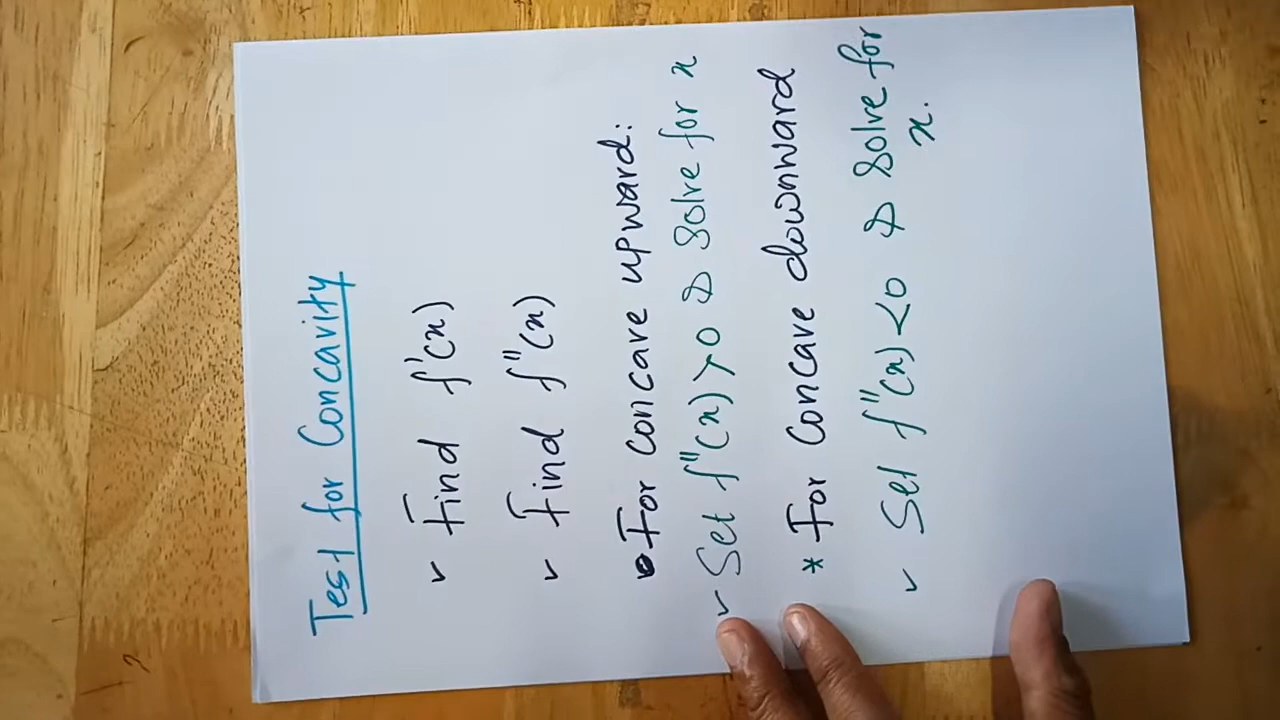 Test for Concavity
✓ Find f'(x)
✓ Find f''(x)
• For concave upward:
✓ Set f''(x) > 0 & Solve for x
* For Concave downward
✓ Set f''(x) < 0 & Solve for
x.